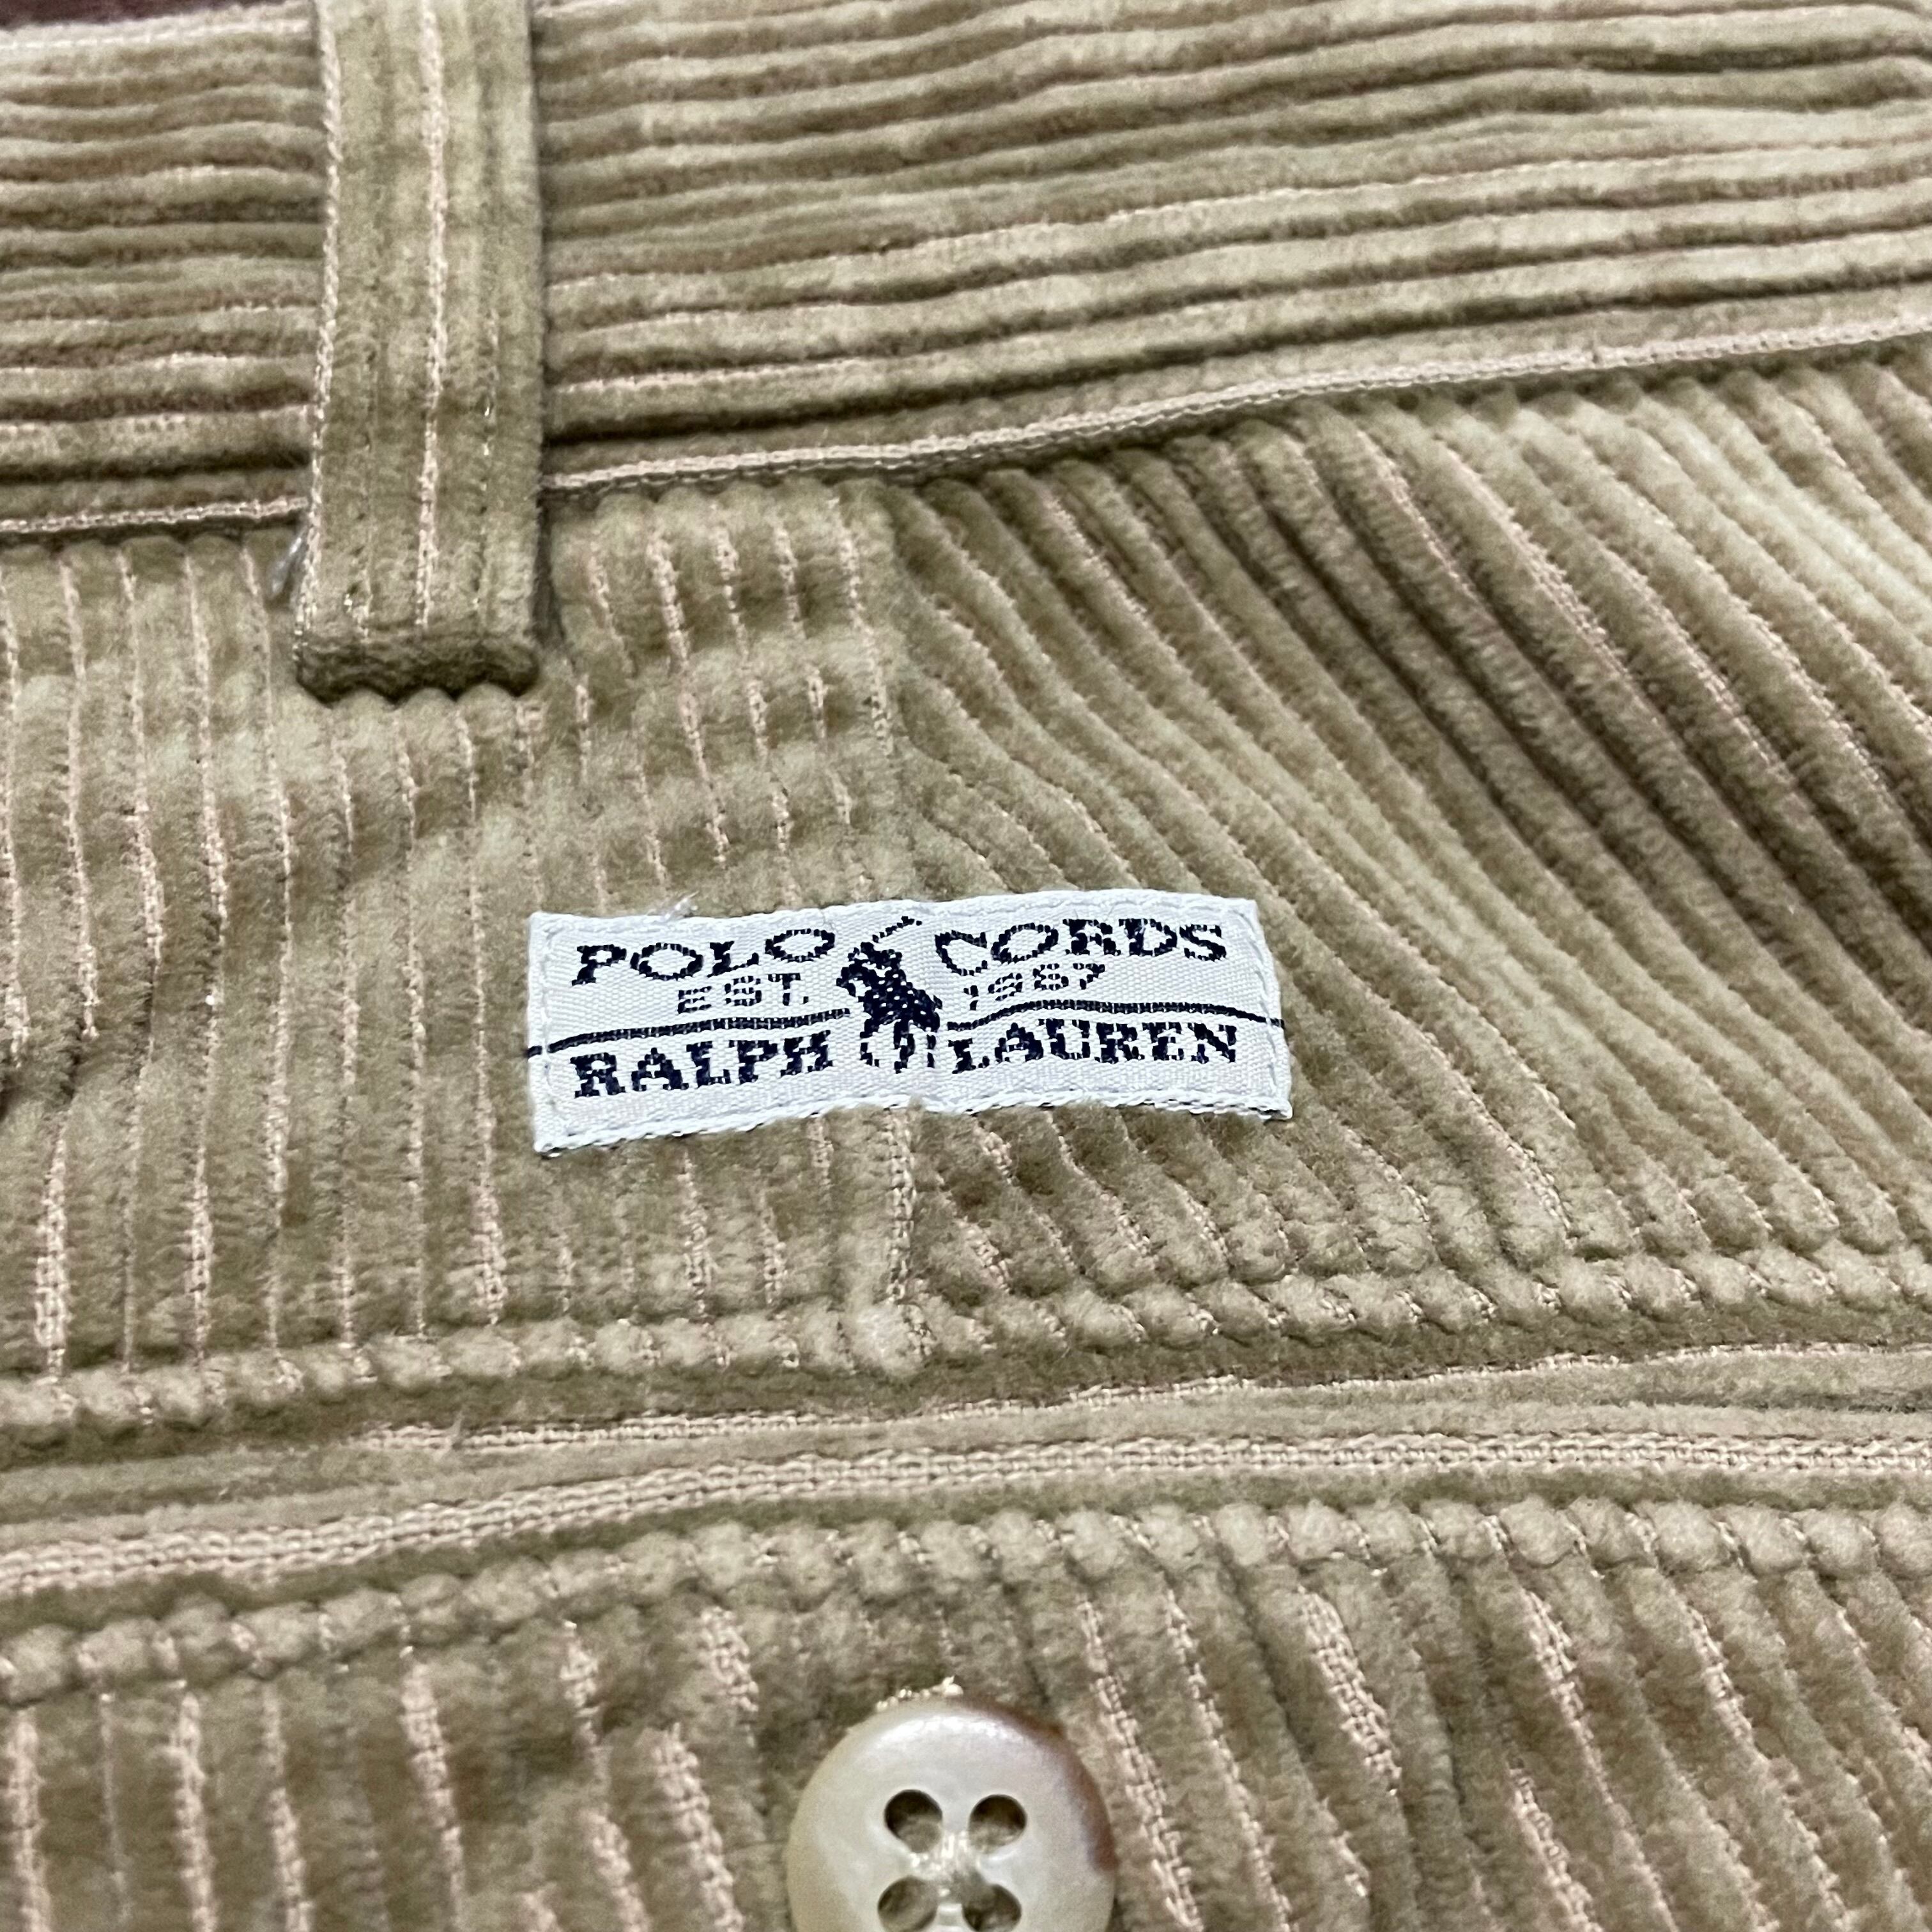 POLO CORDS
EST. 1967
RALPH LAUREN